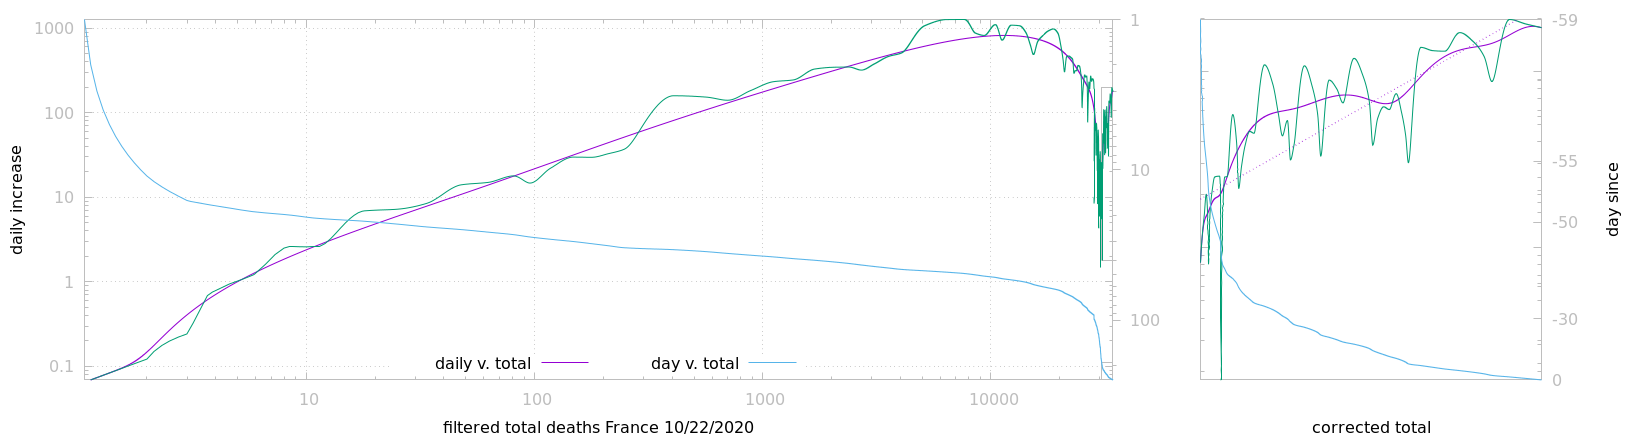 daily increase
1000
100
10
1
0.1
10
100
1000
10000
filtered total deaths France 10/22/2020
daily v. total
day v. total
1
10
100
-59
-55
-50
-30
0
day since
corrected total